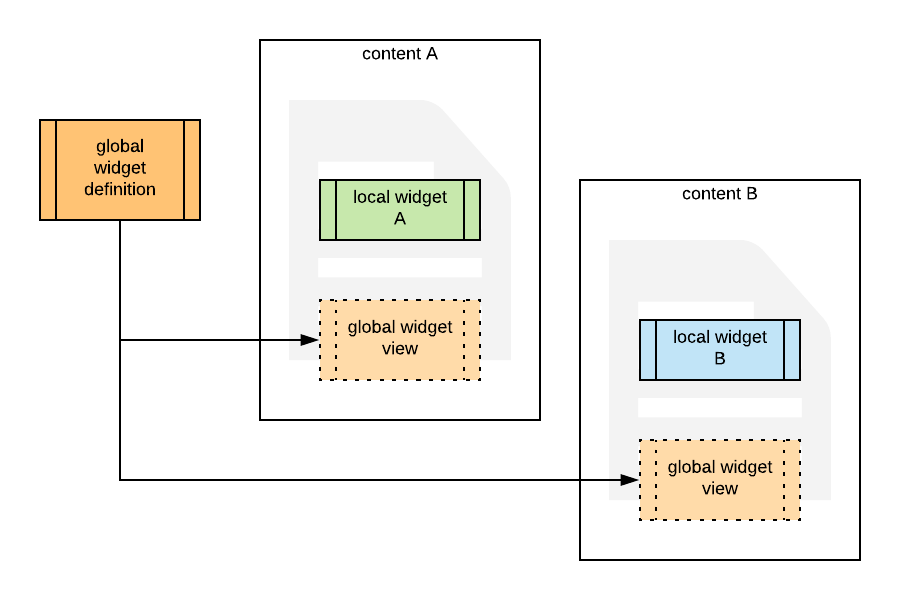 content A
global
widget
definition
local widget
A
global widget
view
content B
local widget
B
global widget
view